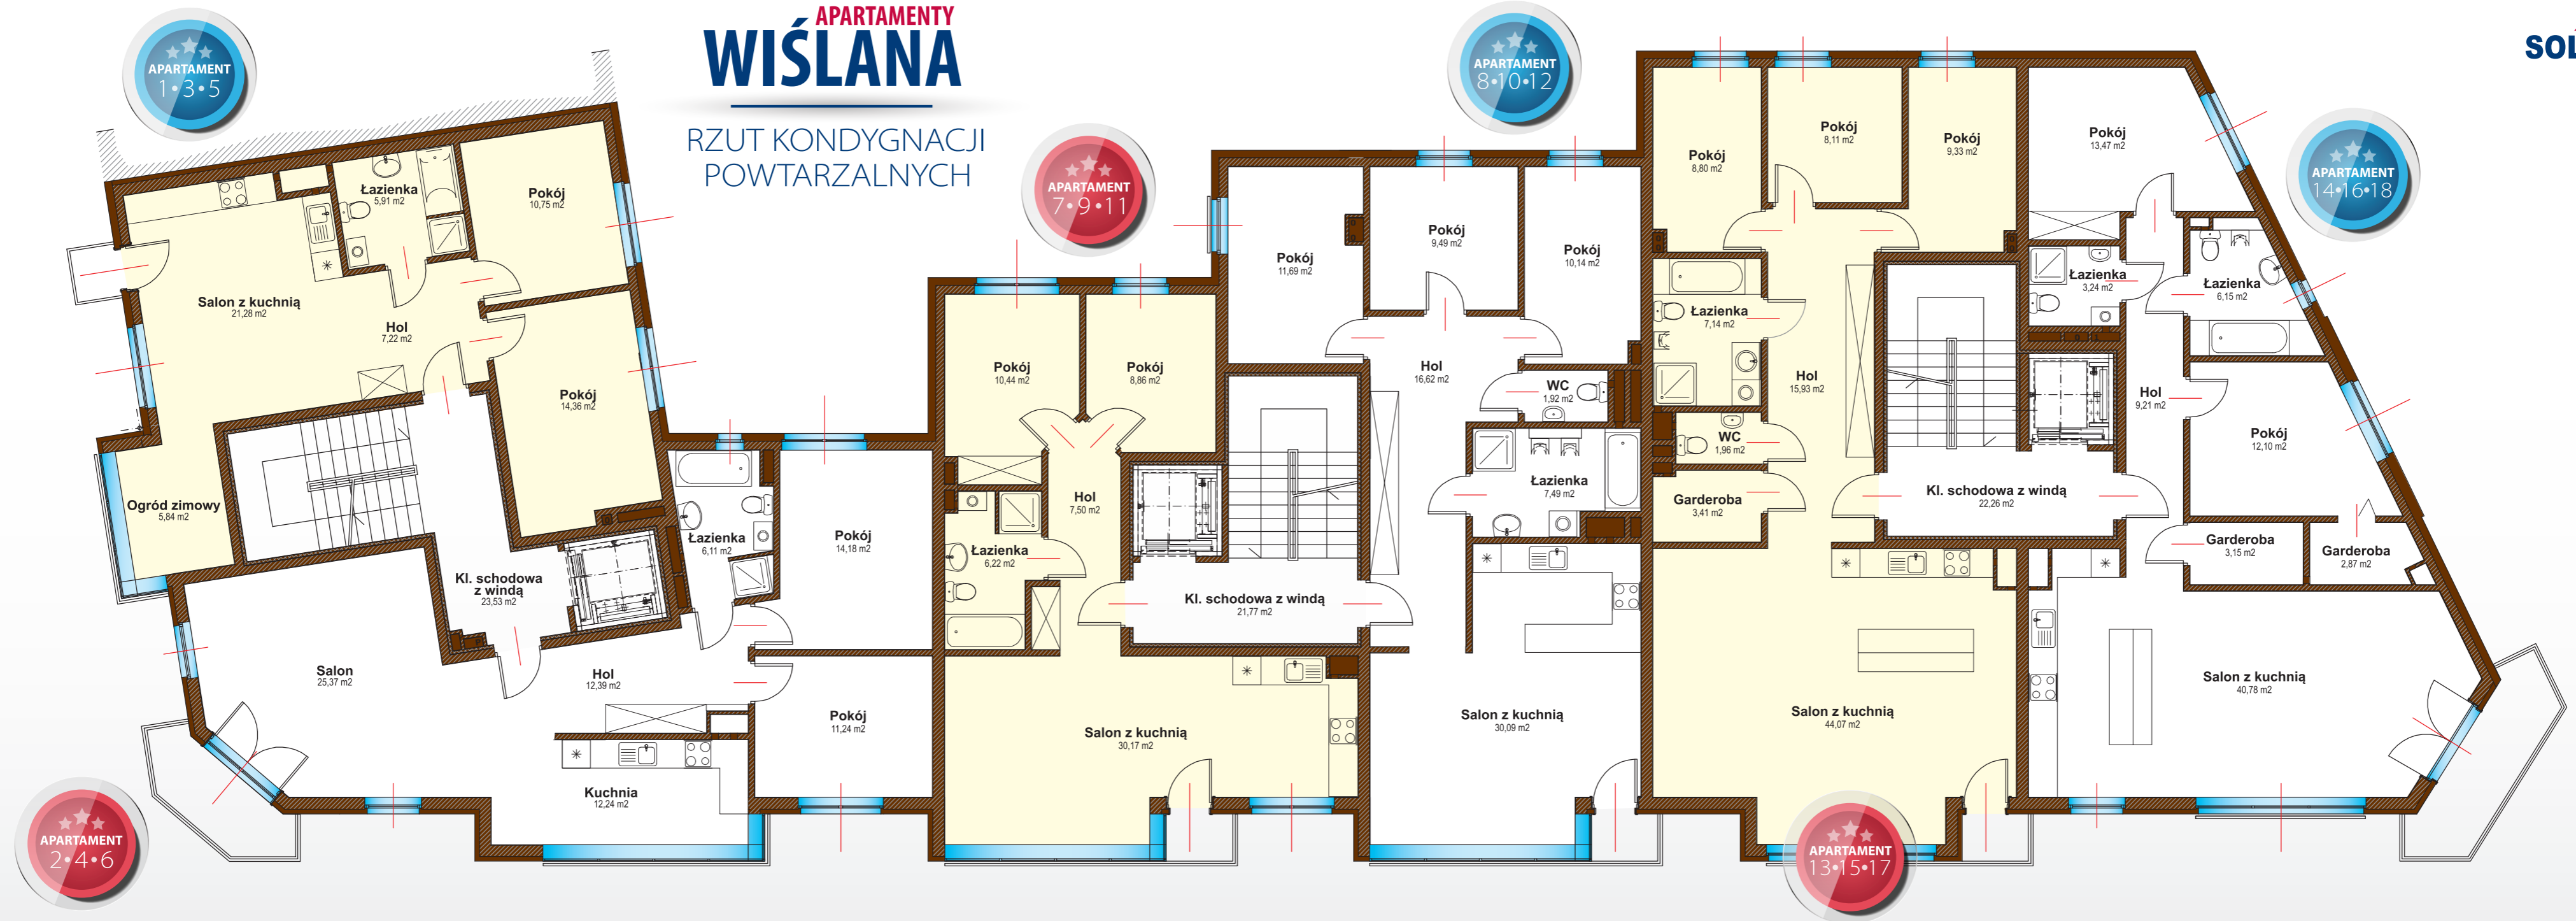 APARTAMENTY
WIŚLANA
RZUT KONDYGNACJI
POWTARZALNYCH
APARTAMENT
1•3•5
Łazienka
5,91 m2
Pokój
10,75 m2
Salon z kuchnią
21,28 m2
Hol
7,22 m2
Pokój
14,36 m2
Ogród zimowy
5,84 m2
Kl. schodowa
z windą
23,53 m2
APARTAMENT
2•4•6
Salon
25,37 m2
Hol
12,39 m2
Kuchnia
12,24 m2
Łazienka
6,11 m2
Pokój
14,18 m2
Pokój
11,24 m2
APARTAMENT
7•9•11
Pokój
10,44 m2
Pokój
8,86 m2
Hol
7,50 m2
Łazienka
6,22 m2
Kl. schodowa z windą
21,77 m2
Salon z kuchnią
30,17 m2
APARTAMENT
8•10•12
Pokój
11,69 m2
Pokój
9,49 m2
Pokój
10,14 m2
Hol
16,62 m2
WC
1,92 m2
Łazienka
7,49 m2
Salon z kuchnią
30,09 m2
Pokój
8,80 m2
Pokój
8,11 m2
Pokój
9,33 m2
Łazienka
7,14 m2
Hol
15,93 m2
WC
1,96 m2
Garderoba
3,41 m2
Kl. schodowa z windą
22,26 m2
Salon z kuchnią
44,07 m2
APARTAMENT
13•15•17
APARTAMENT
14•16•18
Pokój
13,47 m2
Łazienka
3,24 m2
Łazienka
6,15 m2
Hol
9,21 m2
Pokój
12,10 m2
Garderoba
3,15 m2
Garderoba
2,87 m2
Salon z kuchnią
40,78 m2